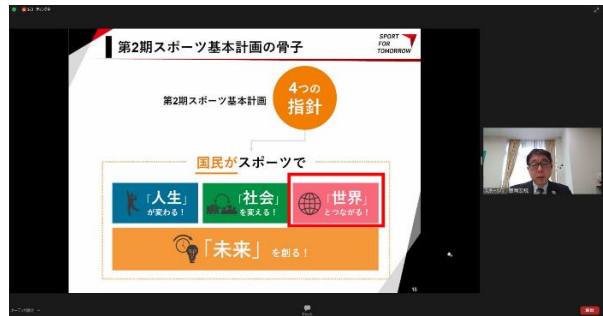 第2期スポーツ基本計画の骨子
SPORT
FOR
TOMORROW
第2期スポーツ基本計画
4つの
指針
国民がスポーツで
「人生」
が変わる!
「社会」
を変える!
「世界」
とつながる!
「未来」を創る!